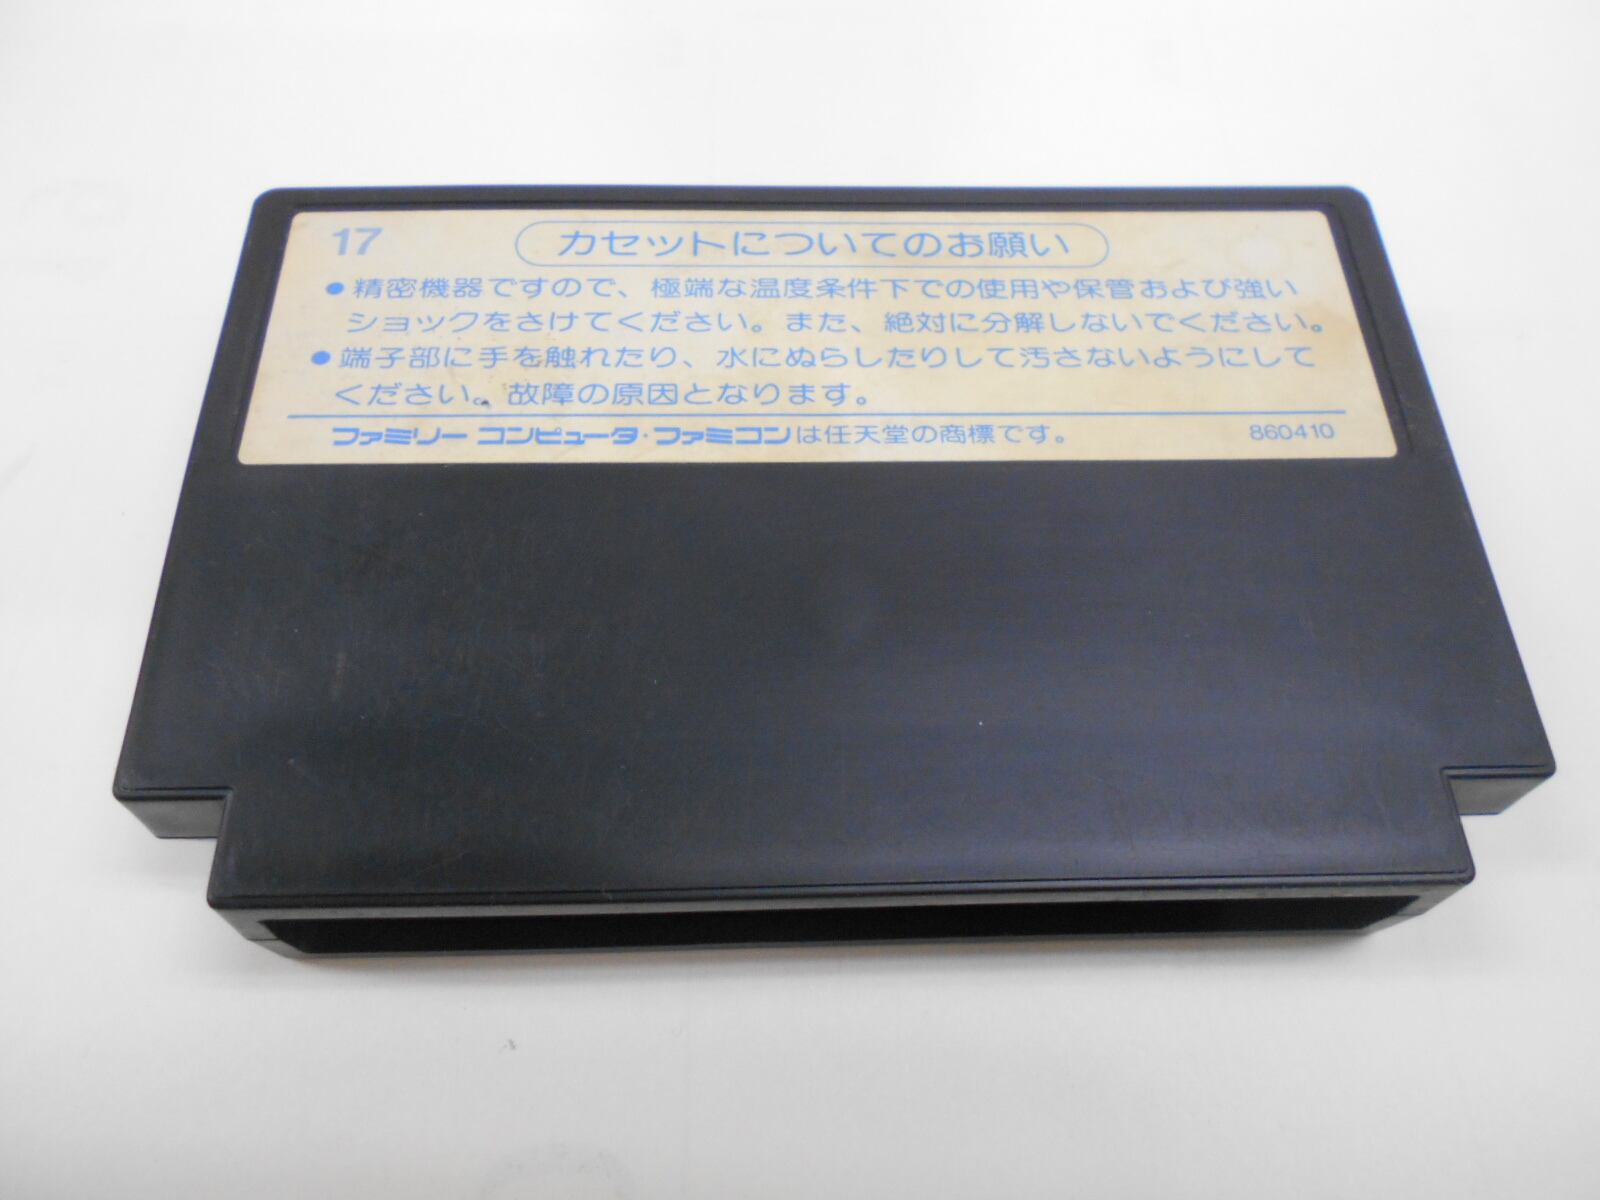 17
カセットについてのお願い
●精密機器ですので、極端な温度条件下での使用や保管および強い
ショックをさけてください。また、絶対に分解しないでください。
●端子部に手を触れたり、水にぬらしたりして汚さないようにして
ください。故障の原因となります。
ファミリーコンピュータ・ファミコンは任天堂の商標です。 860410